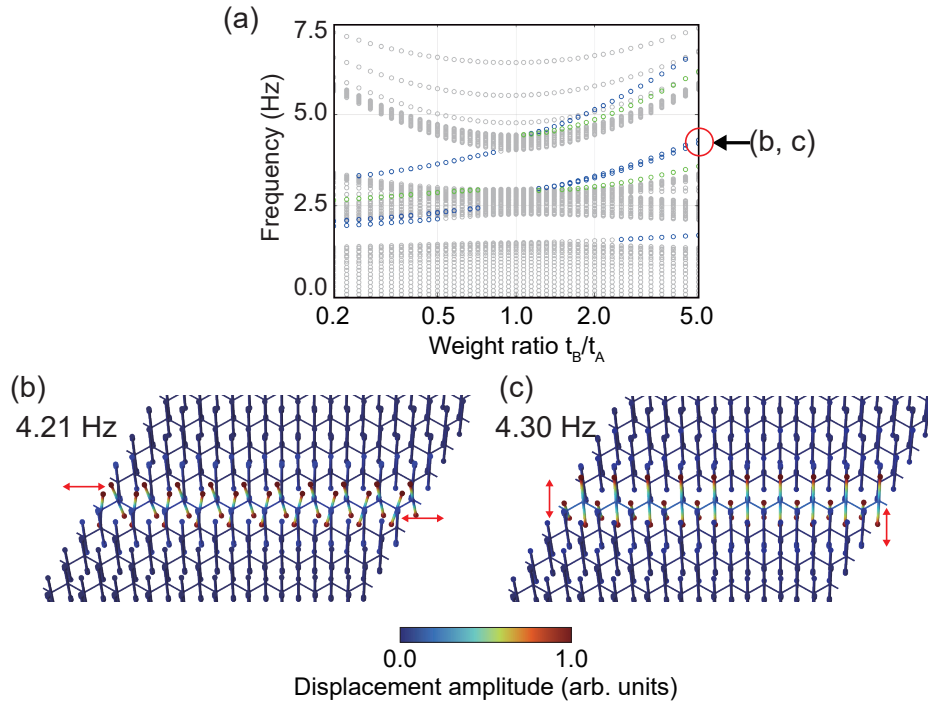 (a)
7.5
5.0
2.5
0.0
Frequency (Hz)
0.2 0.5 1.0 2.0 5.0
Weight ratio t_B/t_A
(b, c)
(b)
4.21 Hz
(c)
4.30 Hz
0.0 1.0
Displacement amplitude (arb. units)